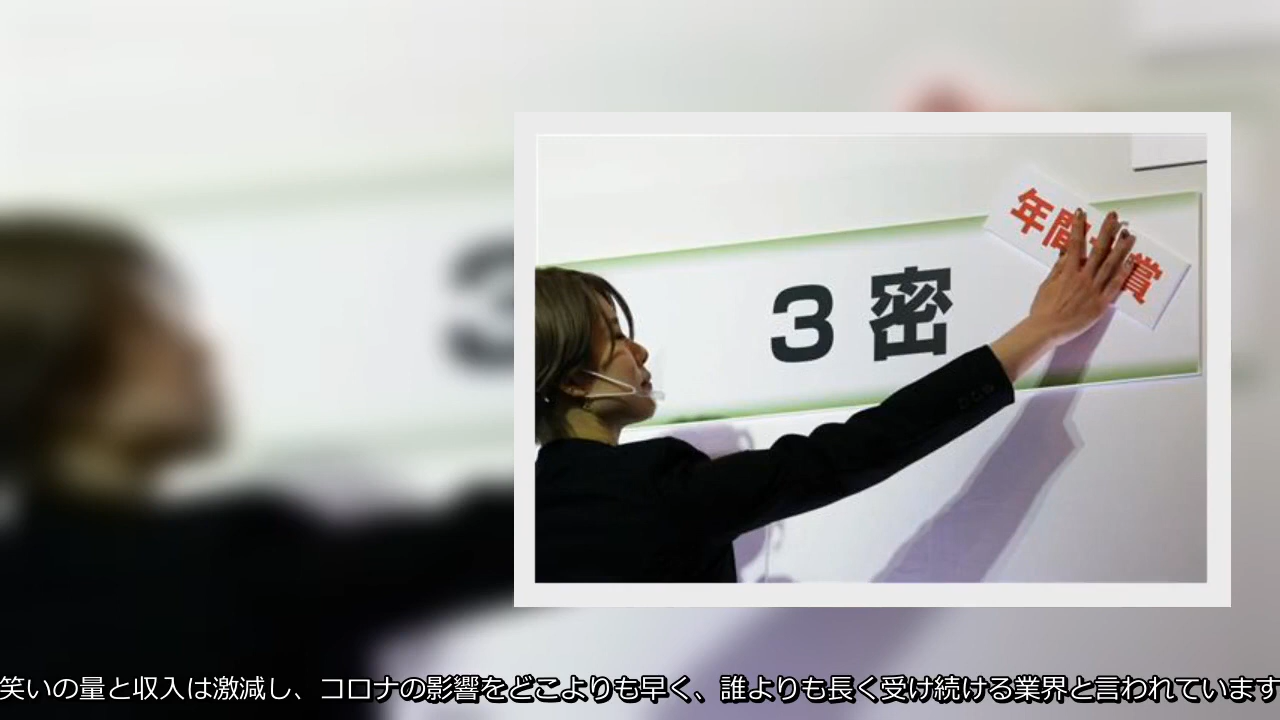 年間大賞
3密
笑いの量と収入は激減し、コロナの影響をどこよりも早く、誰よりも長く受け続ける業界と言われています